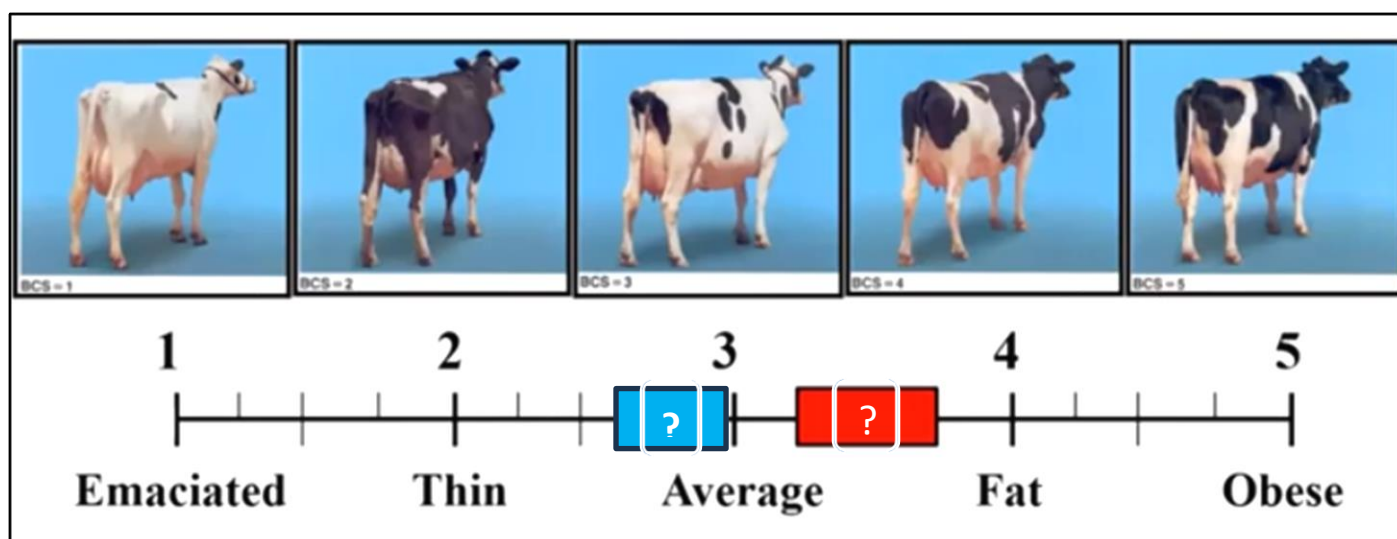 BCS = 1
BCS = 2
BCS = 3
BCS = 4
BCS = 5
1 2 3 4 5
? ?
Emaciated Thin Average Fat Obese